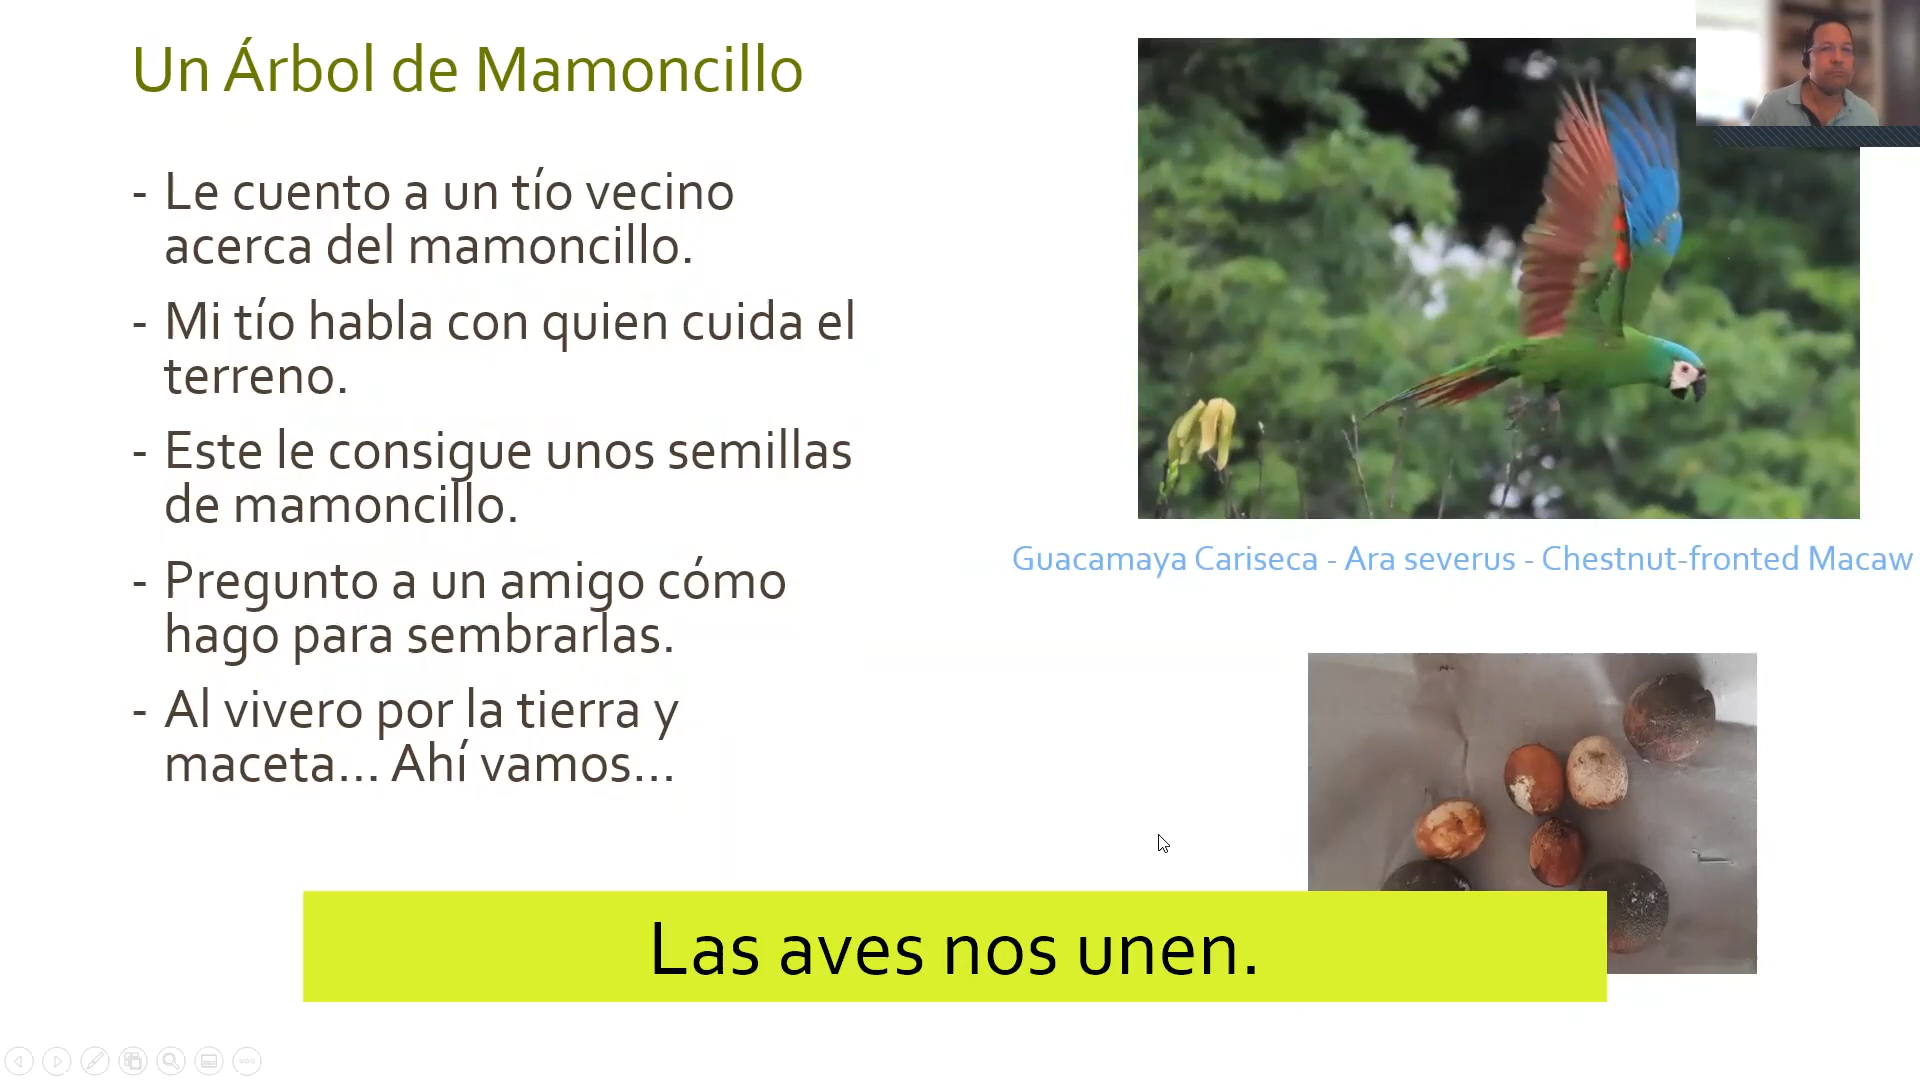 Un Árbol de Mamoncillo
- Le cuento a un tío vecino
acerca del mamoncillo.
- Mi tío habla con quien cuida el
terreno.
- Este le consigue unos semillas
de mamoncillo.
- Pregunto a un amigo cómo
hago para sembrarlas.
- Al vivero por la tierra y
maceta... Ahí vamos...
Guacamaya Cariseca - Ara severus - Chestnut-fronted Macaw
Las aves nos unen.